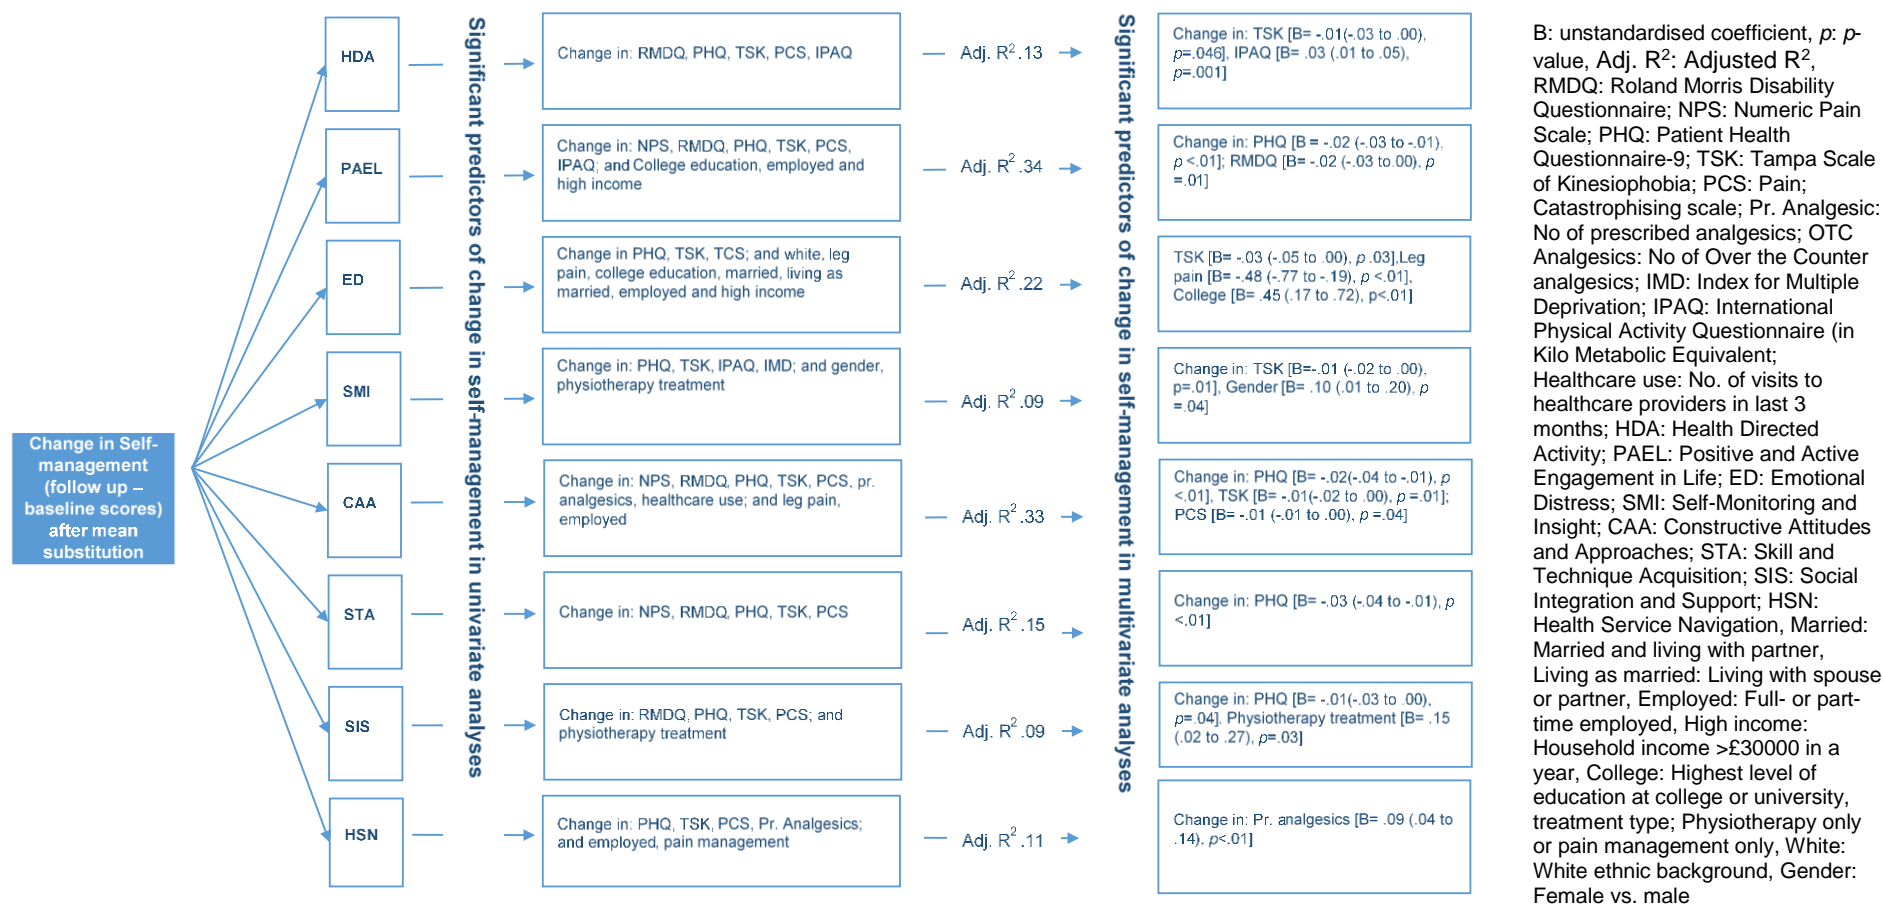 Change in Self-
management
(follow up –
baseline scores)
after mean
substitution
HDA
PAEL
ED
SMI
CAA
STA
SIS
HSN
Significant predictors of change in self-management in univariate analyses
Change in: RMDQ, PHQ, TSK, PCS, IPAQ
Change in: NPS, RMDQ, PHQ, TSK, PCS,
IPAQ; and College education, employed and
high income
Change in PHQ, TSK, TCS; and white, leg
pain, college education, married, living as
married, employed and high income
Change in: PHQ, TSK, IPAQ, IMD; and gender,
physiotherapy treatment
Change in: NPS, RMDQ, PHQ, TSK, PCS, pr.
analgesics, healthcare use; and leg pain,
employed
Change in: NPS, RMDQ, PHQ, TSK, PCS
Change in: RMDQ, PHQ, TSK, PCS; and
physiotherapy treatment
Change in: PHQ, TSK, PCS, Pr. Analgesics;
and employed, pain management
Adj. R².13
Adj. R².34
Adj. R².22
Adj. R².09
Adj. R².33
Adj. R².15
Adj. R².09
Adj. R².11
Significant predictors of change in self-management in multivariate analyses
Change in: TSK [B= -.01(-.03 to .00),
p=.046], IPAQ [B= .03 (.01 to .05),
p=.001]
Change in: PHQ [B = -.02 (-.03 to -.01),
p <.01]; RMDQ [B= -.02 (-.03 to.00), p
=.01]
TSK [B= -.03 (-.05 to .00), p .03].Leg
pain [B= -.48 (-.77 to -.19), p <.01],
College [B= .45 (.17 to .72), p<.01]
Change in: TSK [B=-.01 (-.02 to .00),
p=.01], Gender [B= .10 (.01 to .20), p
=.04]
Change in: PHQ [B= -.02(-.04 to -.01), p
<.01], TSK [B= -.01(-.02 to .00), p =.01];
PCS [B= -.01 (-.01 to .00), p =.04]
Change in: PHQ [B= -.03 (-.04 to -.01), p
<.01]
Change in: PHQ [B= -.01(-.03 to .00),
p=.04]. Physiotherapy treatment [B= .15
(.02 to .27), p=.03]
Change in: Pr. analgesics [B= .09 (.04 to
.14), p<.01]
B: unstandardised coefficient, p: p-
value, Adj. R²: Adjusted R²,
RMDQ: Roland Morris Disability
Questionnaire; NPS: Numeric Pain
Scale; PHQ: Patient Health
Questionnaire-9; TSK: Tampa Scale
of Kinesiophobia; PCS: Pain;
Catastrophising scale; Pr. Analgesic:
No of prescribed analgesics; OTC
Analgesics: No of Over the Counter
analgesics; IMD: Index for Multiple
Deprivation; IPAQ: International
Physical Activity Questionnaire (in
Kilo Metabolic Equivalent;
Healthcare use: No. of visits to
healthcare providers in last 3
months; HDA: Health Directed
Activity; PAEL: Positive and Active
Engagement in Life; ED: Emotional
Distress; SMI: Self-Monitoring and
Insight; CAA: Constructive Attitudes
and Approaches; STA: Skill and
Technique Acquisition; SIS: Social
Integration and Support; HSN:
Health Service Navigation, Married:
Married and living with partner,
Living as married: Living with spouse
or partner, Employed: Full- or part-
time employed, High income:
Household income >£30000 in a
year, College: Highest level of
education at college or university,
treatment type; Physiotherapy only
or pain management only, White:
White ethnic background, Gender:
Female vs. male